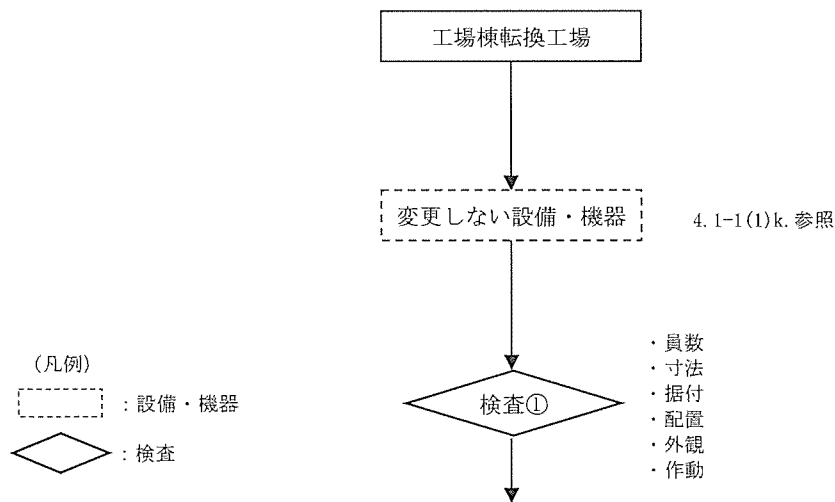 工場棟転換工場
変更しない設備・機器
4.1-1(1)k.参照
・員数
・寸法
・据付
・配置
・外観
・作動
検査①
(凡例)
：設備・機器
：検査